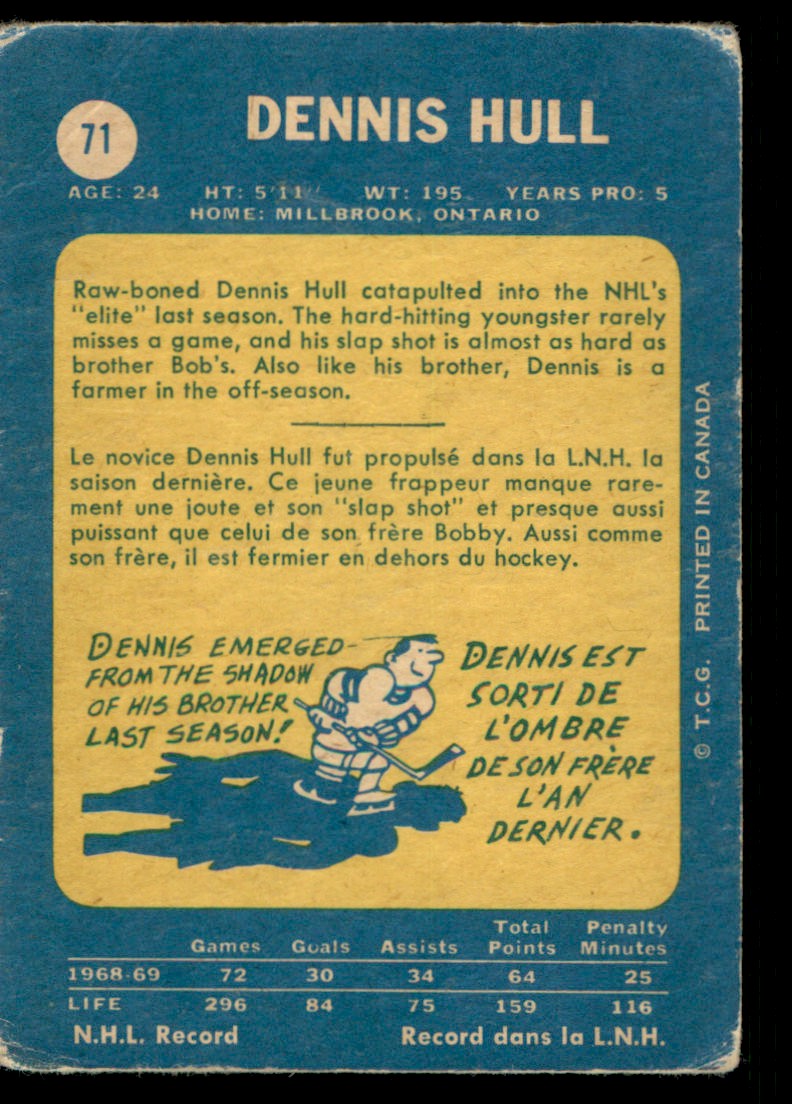 71
DENNIS HULL
AGE: 24 HT: 5'11" WT: 195 YEARS PRO: 5
HOME: MILLBROOK, ONTARIO
Raw-boned Dennis Hull catapulted into the NHL's
"elite" last season. The hard-hitting youngster rarely
misses a game, and his slap shot is almost as hard as
brother Bob's. Also like his brother, Dennis is a
farmer in the off-season.
Le novice Dennis Hull fut propulsé dans la L.N.H. la
saison dernière. Ce jeune frappeur manque rare-
ment une joute et son "slap shot" et presque aussi
puissant que celui de son frère Bobby. Aussi comme
son frère, il est fermier en dehors du hockey.
DENNIS EMERGED
FROM THE SHADOW
OF HIS BROTHER
LAST SEASON!
DENNIS EST
SORTI DE
L'OMBRE
DE SON FRÈRE
L'AN
DERNIER.
© T.C.G. PRINTED IN CANADA
Games Goals Assists Total Points Penalty Minutes
1968-69 72 30 34 64 25
LIFE 296 84 75 159 116
N.H.L. Record Record dans la L.N.H.